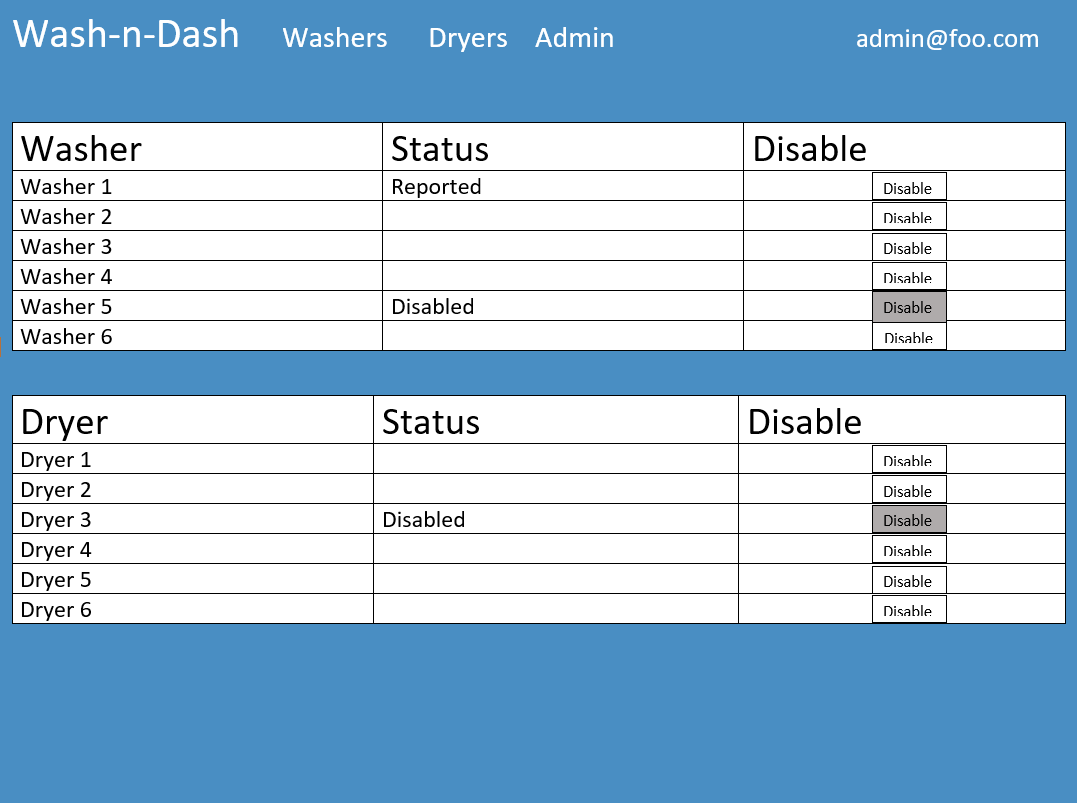 Wash-n-Dash Washers Dryers Admin admin@foo.com
Washer Status Disable
Washer 1 Reported Disable
Washer 2 Disable
Washer 3 Disable
Washer 4 Disable
Washer 5 Disabled Disable
Washer 6 Disable
Dryer Status Disable
Dryer 1 Disable
Dryer 2 Disable
Dryer 3 Disabled Disable
Dryer 4 Disable
Dryer 5 Disable
Dryer 6 Disable